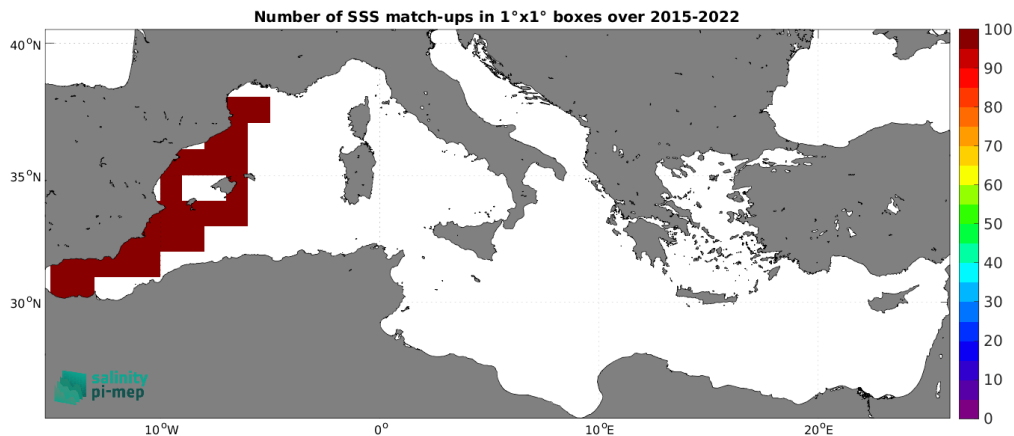 Number of SSS match-ups in 1°x1° boxes over 2015-2022
40°N
35°N
30°N
10°W
0°
10°E
20°E
100
90
80
70
60
50
40
30
20
10
0
salinity
pi-mep